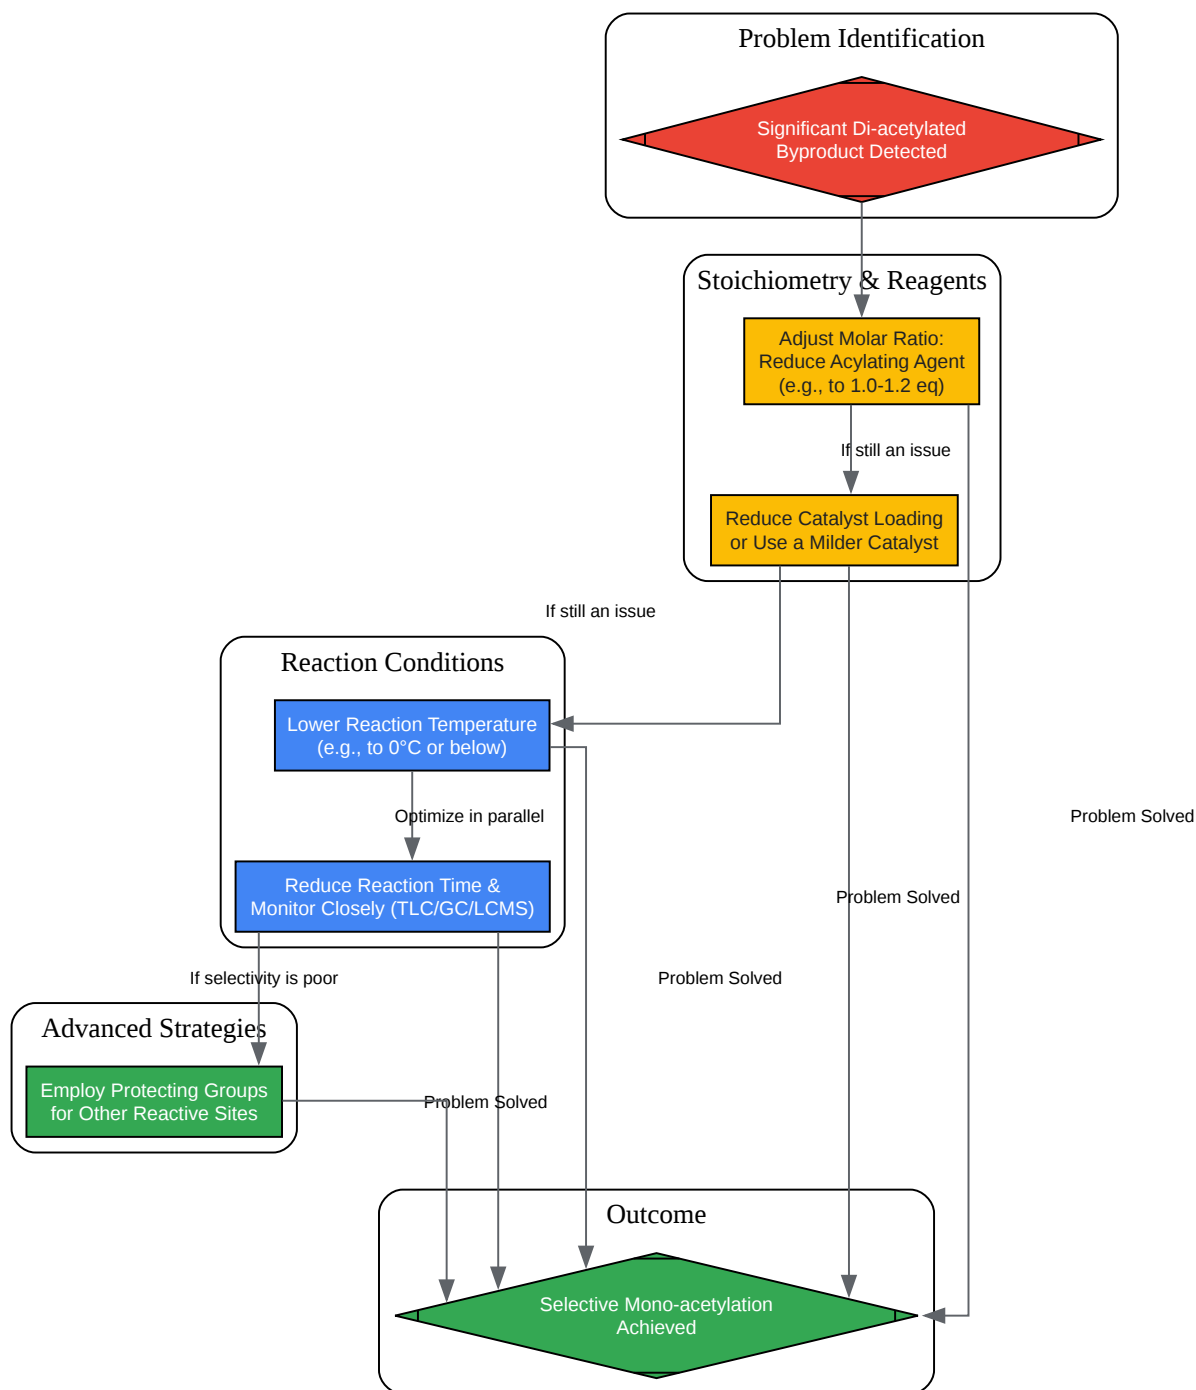 Problem Identification
Significant Di-acetylated
Byproduct Detected
Stoichiometry & Reagents
Adjust Molar Ratio:
Reduce Acylating Agent
(e.g., to 1.0-1.2 eq)
If still an issue
Reduce Catalyst Loading
or Use a Milder Catalyst
If still an issue
Reaction Conditions
Lower Reaction Temperature
(e.g., to 0°C or below)
Optimize in parallel
Problem Solved
Reduce Reaction Time &
Monitor Closely (TLC/GC/LCMS)
Problem Solved
If selectivity is poor
Problem Solved
Advanced Strategies
Employ Protecting Groups
for Other Reactive Sites
Problem Solved
Outcome
Selective Mono-acetylation
Achieved